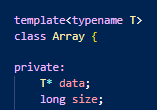 template<typename T>
class Array {
private:
T* data;
long size;